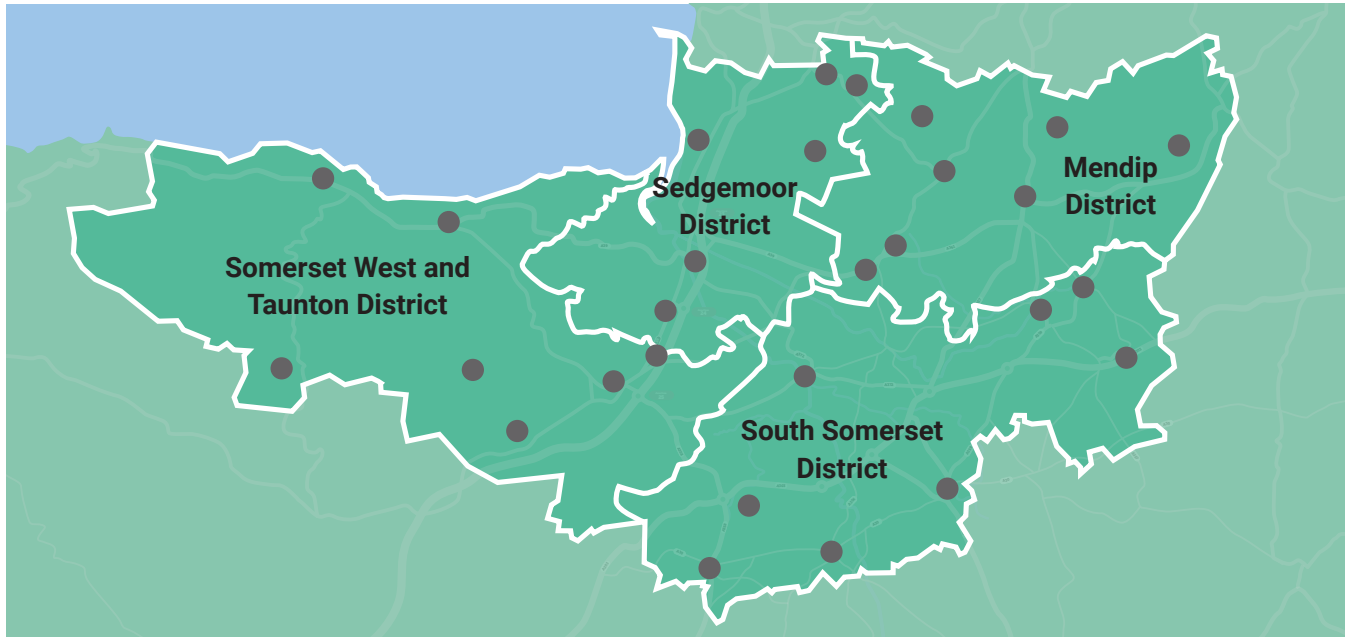 Mendip
District
Sedgemoor
District
Somerset West and
Taunton District
South Somerset
District